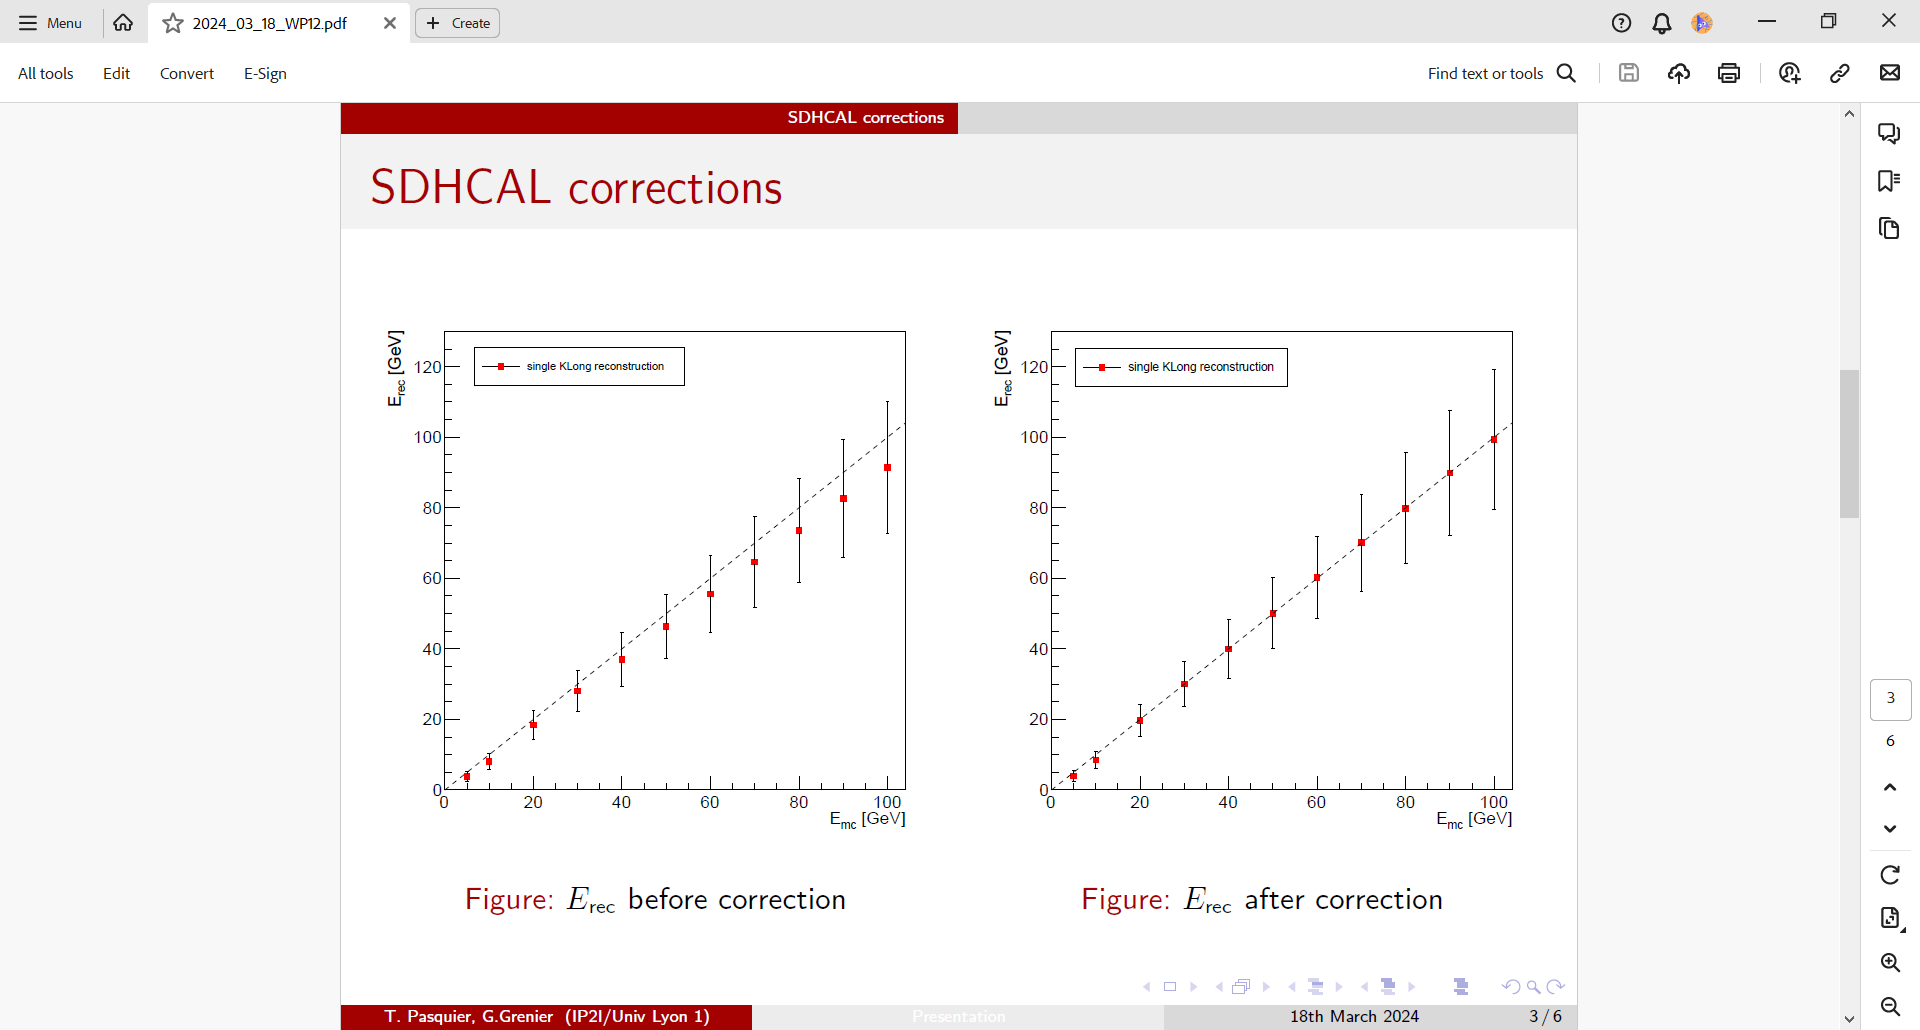 Menu
2024_03_18_WP12.pdf
Create
All tools
Edit
Convert
E-Sign
Find text or tools
SDHCAL corrections
SDHCAL corrections
E_rec [GeV]
120
100
80
60
40
20
0
single KLong reconstruction
0 20 40 60 80 100
E_mc [GeV]
Figure: E_rec before correction
E_rec [GeV]
120
100
80
60
40
20
0
single KLong reconstruction
0 20 40 60 80 100
E_mc [GeV]
Figure: E_rec after correction
T. Pasquier, G.Grenier (IP2I/Univ Lyon 1)
Presentation
18th March 2024
3 / 6
3
6